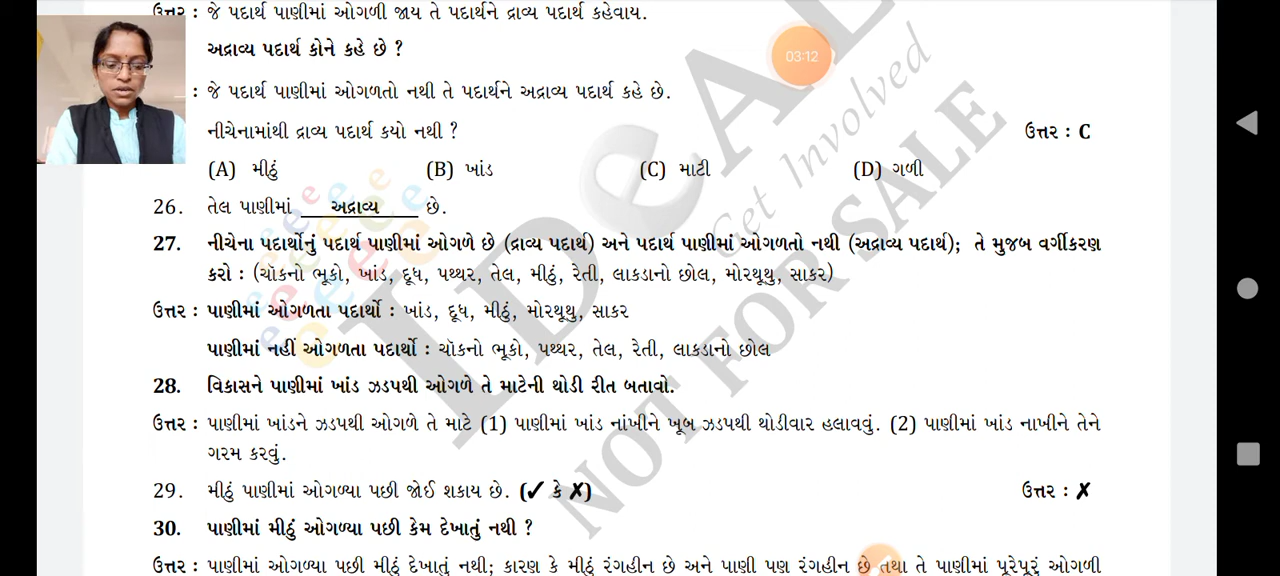 ઉત્તર : જે પદાર્થ પાણીમાં ઓગળી જાય તે પદાર્થને દ્રાવ્ય પદાર્થ કહેવાય.
અદ્રાવ્ય પદાર્થ કોને કહે છે ?
03:12
: જે પદાર્થ પાણીમાં ઓગળતો નથી તે પદાર્થને અદ્રાવ્ય પદાર્થ કહે છે.
નીચેનામાંથી દ્રાવ્ય પદાર્થ કયો નથી ? ઉત્તર : C
(A) મીઠું (B) ખાંડ (C) માટી (D) ગળી
26. તેલ પાણીમાં અદ્રાવ્ય છે.
27. નીચેના પદાર્થોનું પદાર્થ પાણીમાં ઓગળે છે (દ્રાવ્ય પદાર્થ) અને પદાર્થ પાણીમાં ઓગળતો નથી (અદ્રાવ્ય પદાર્થ); તે મુજબ વર્ગીકરણ
કરો : (ચૉકનો ભૂકો, ખાંડ, દૂધ, પથ્થર, તેલ, મીઠું, રેતી, લાકડાનો છોલ, મોરથૂથુ, સાકર)
ઉત્તર : પાણીમાં ઓગળતા પદાર્થો : ખાંડ, દૂધ, મીઠું, મોરથૂથુ, સાકર
પાણીમાં નહીં ઓગળતા પદાર્થો : ચૉકનો ભૂકો, પથ્થર, તેલ, રેતી, લાકડાનો છોલ
28. વિકાસને પાણીમાં ખાંડ ઝડપથી ઓગળે તે માટેની થોડી રીત બતાવો.
ઉત્તર : પાણીમાં ખાંડને ઝડપથી ઓગળે તે માટે (1) પાણીમાં ખાંડ નાંખીને ખૂબ ઝડપથી થોડીવાર હલાવવું. (2) પાણીમાં ખાંડ નાખીને તેને
ગરમ કરવું.
29. મીઠું પાણીમાં ઓગળ્યા પછી જોઈ શકાય છે. (✓ કે ✗) ઉત્તર : ✗
30. પાણીમાં મીઠું ઓગળ્યા પછી કેમ દેખાતું નથી ?
ઉત્તર : પાણીમાં ઓગળ્યા પછી મીઠું દેખાતું નથી; કારણ કે મીઠું રંગહીન છે અને પાણી પણ રંગહીન છે તથા તે પાણીમાં પૂરેપૂરું ઓગળી
IDeAL
Get Involved
NOT FOR SALE